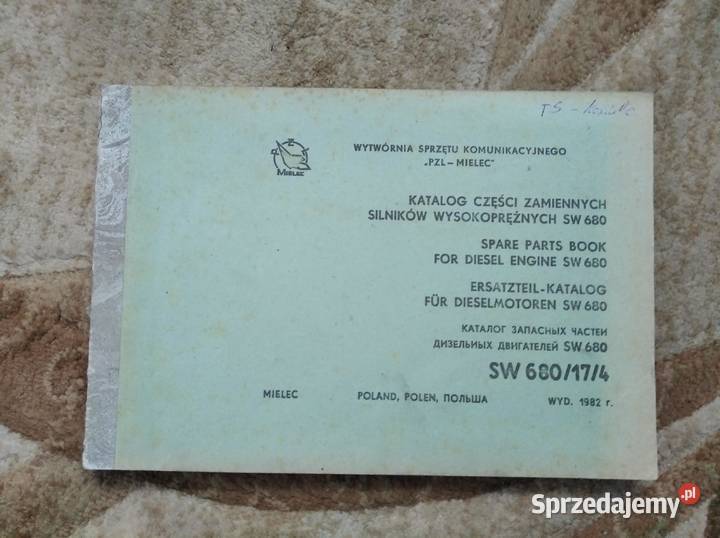 TS -
MIELEC
WYTWÓRNIA SPRZĘTU KOMUNIKACYJNEGO
„PZL – MIELEC"
KATALOG CZĘŚCI ZAMIENNYCH
SILNIKÓW WYSOKOPRĘŻNYCH SW 680
SPARE PARTS BOOK
FOR DIESEL ENGINE SW 680
ERSATZTEIL-KATALOG
FÜR DIESELMOTOREN SW 680
КАТАЛОГ ЗАПАСНЫХ ЧАСТЕИ
ДИЗЕЛЬНЫХ ДВИГАТЕЛЕЙ SW 680
SW 680/17/4
MIELEC POLAND, POLEN, ПОЛЬША WYD. 1982 r.
Sprzedajemy.pl